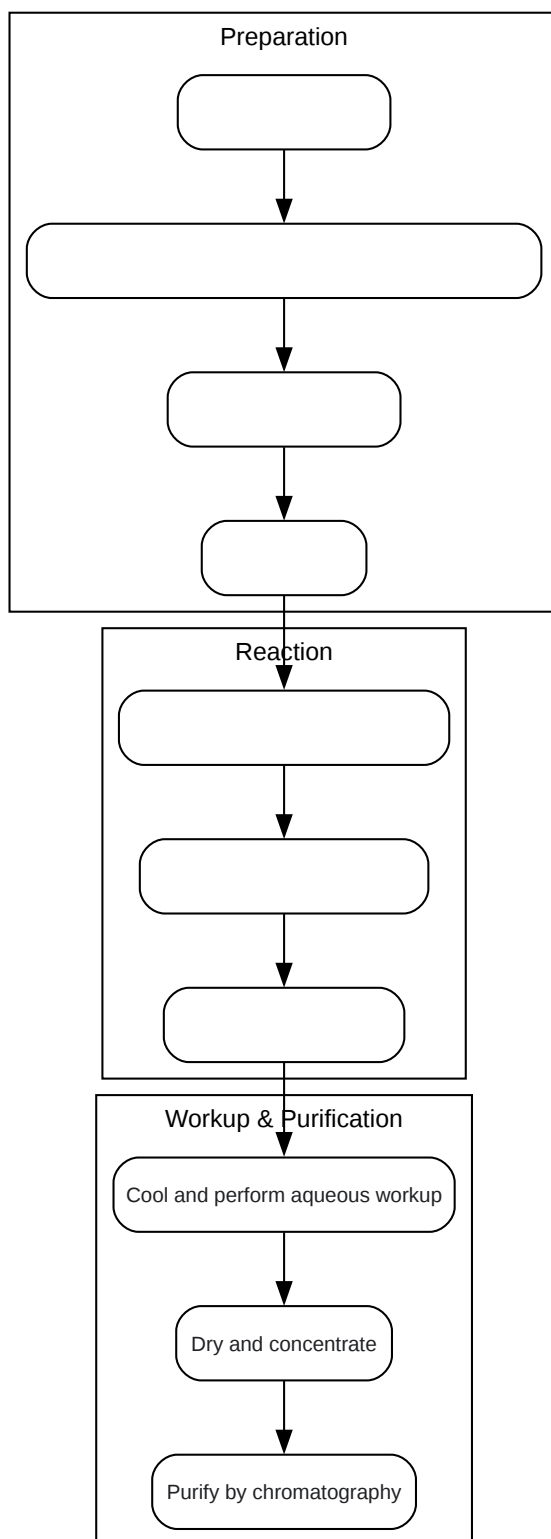 Preparation
Reaction
Workup & Purification
Cool and perform aqueous workup
Dry and concentrate
Purify by chromatography